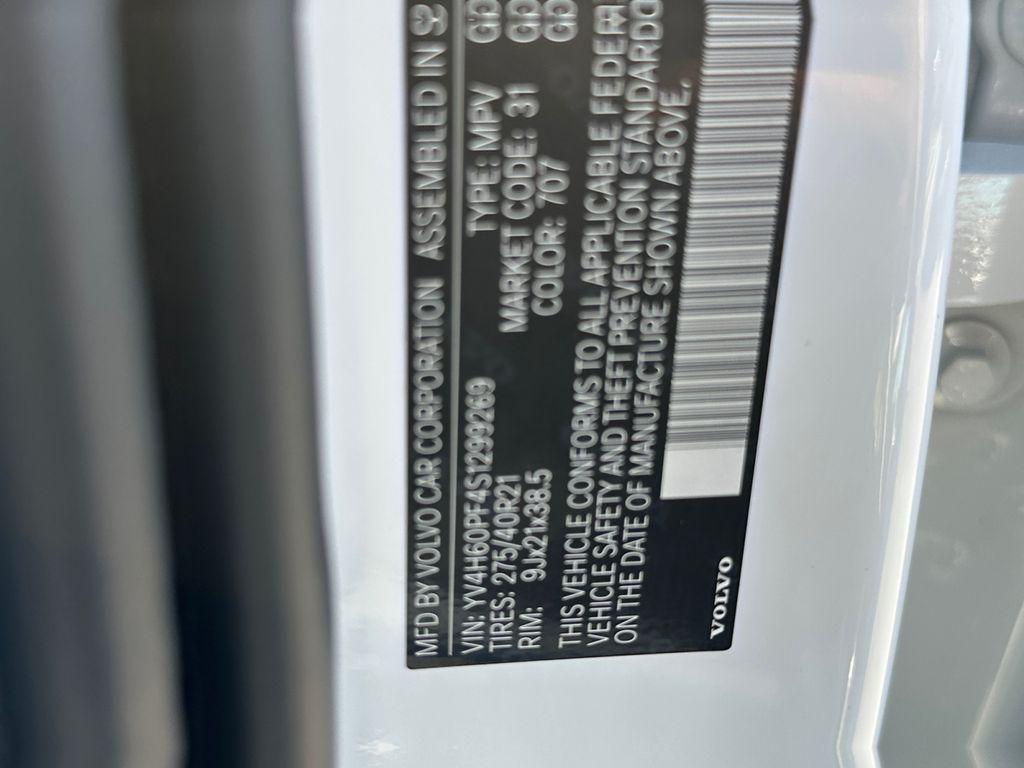 MFD BY VOLVO CAR CORPORATION ASSEMBLED IN
VIN: YV4H60PF4S1299269 TYPE: MPV
TIRES: 275/40R21 MARKET CODE: 31
RIM: 9Jx21x38.5 COLOR: 707
THIS VEHICLE CONFORMS TO ALL APPLICABLE
VEHICLE SAFETY AND THEFT PREVENTION
ON THE DATE OF MANUFACTURE SHOWN ABOVE.
VOLVO